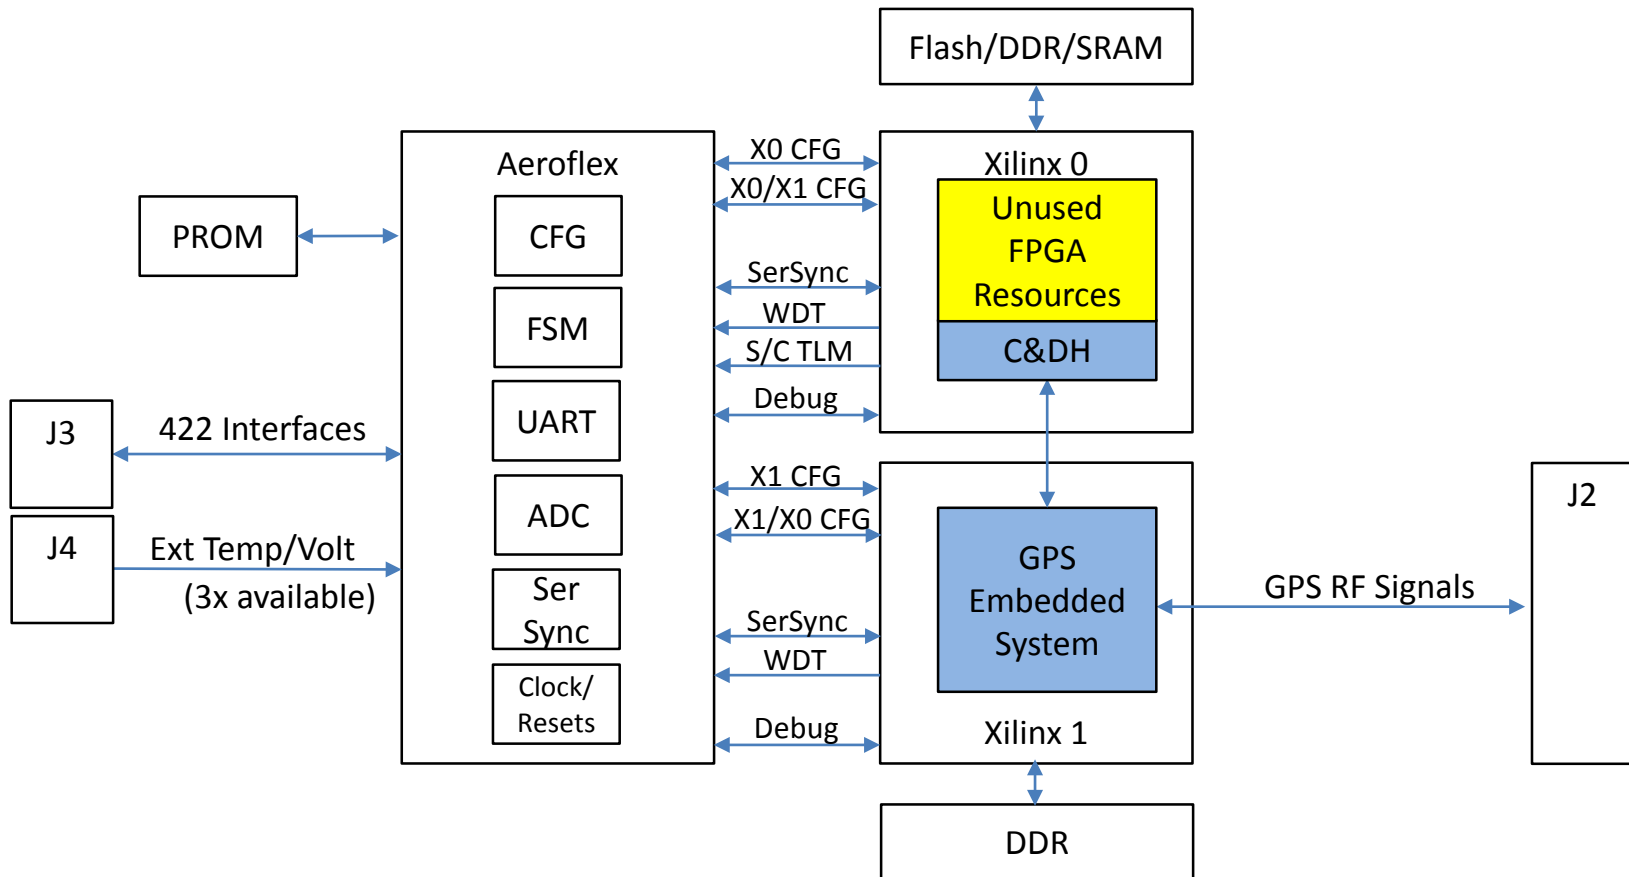 Flash/DDR/SRAM
Aeroflex
X0 CFG
Xilinx 0
X0/X1 CFG
Unused
FPGA
Resources
PROM
CFG
SerSync
WDT
FSM
S/C TLM
C&DH
Debug
J3
422 Interfaces
UART
X1 CFG
J2
ADC
X1/X0 CFG
J4
Ext Temp/Volt
(3x available)
GPS
Embedded
System
GPS RF Signals
Ser
Sync
SerSync
WDT
Clock/
Resets
Debug
Xilinx 1
DDR